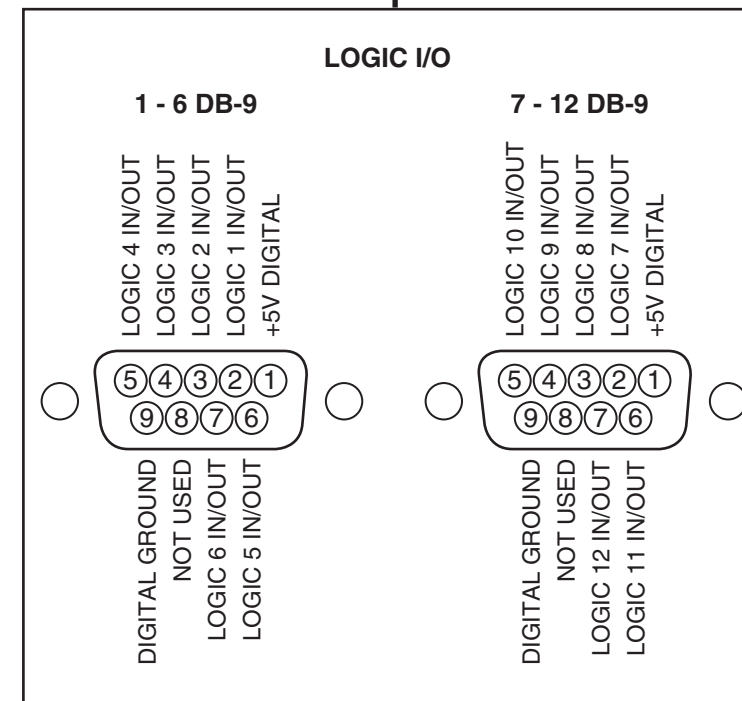 LOGIC I/O
1 - 6 DB-9
LOGIC 4 IN/OUT
LOGIC 3 IN/OUT
LOGIC 2 IN/OUT
LOGIC 1 IN/OUT
+5V DIGITAL
5 4 3 2 1
9 8 7 6
DIGITAL GROUND
NOT USED
LOGIC 6 IN/OUT
LOGIC 5 IN/OUT
7 - 12 DB-9
LOGIC 10 IN/OUT
LOGIC 9 IN/OUT
LOGIC 8 IN/OUT
LOGIC 7 IN/OUT
+5V DIGITAL
5 4 3 2 1
9 8 7 6
DIGITAL GROUND
NOT USED
LOGIC 12 IN/OUT
LOGIC 11 IN/OUT